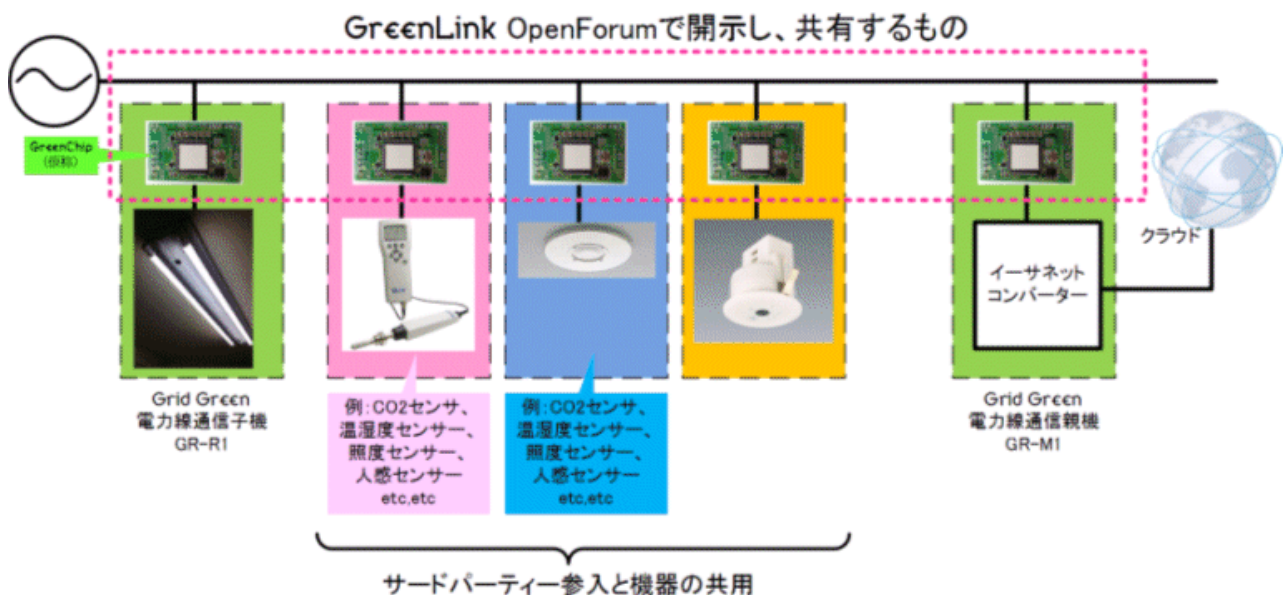 GrєєnLink OpenForumで開示し、共有するもの
GrєєnChip
(仮称)
クラウド
イーサネット
コンバーター
Grid Grєєn
電力線通信子機
GR-R1
例:CO2センサ、
温湿度センサー、
照度センサー、
人感センサー
etc,etc
例:CO2センサ、
温湿度センサー、
照度センサー、
人感センサー
etc,etc
Grid Grєєn
電力線通信親機
GR-M1
サードパーティー参入と機器の共用